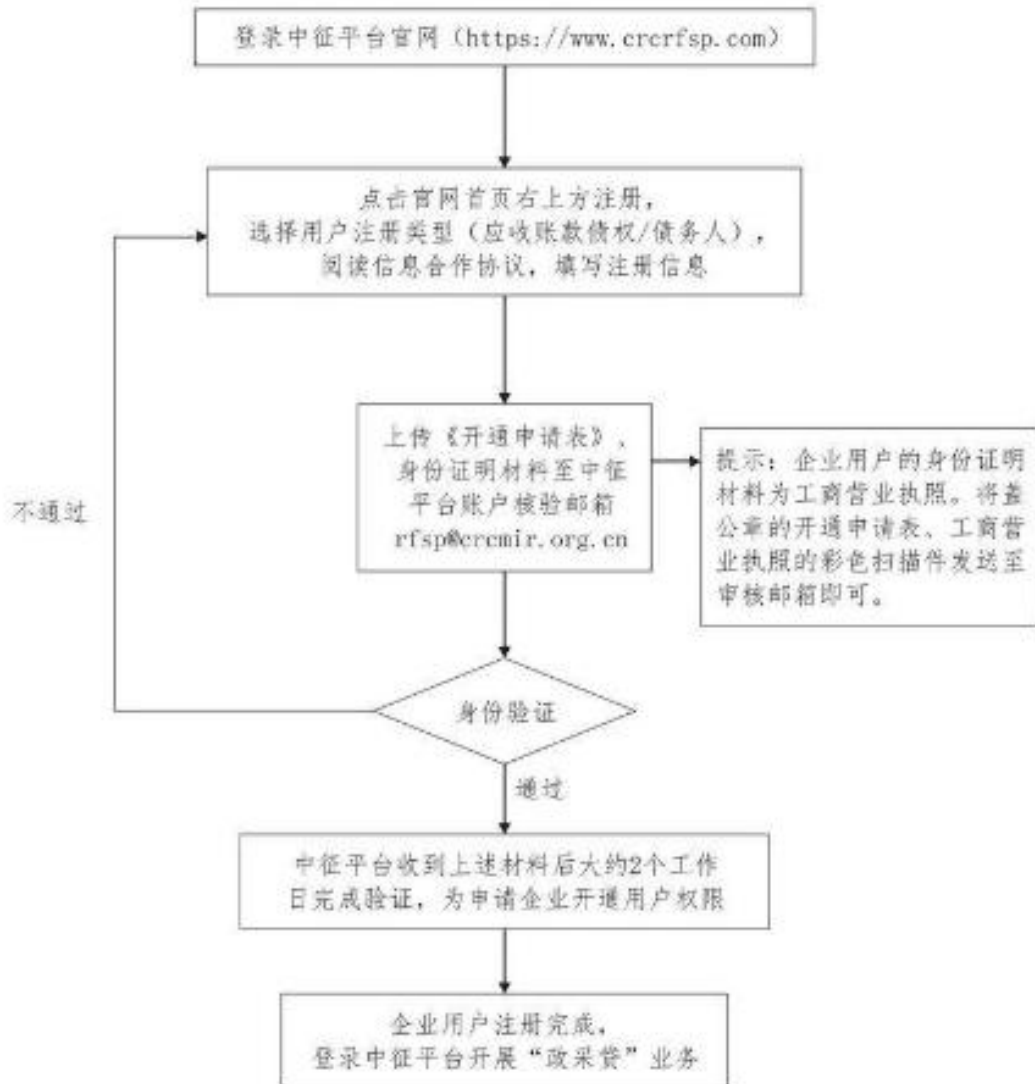 登录中征平台官网（https://www.crcrfsp.com）
点击官网首页右上方注册，
选择用户注册类型（应收账款债权/债务人），
阅读信息合作协议，填写注册信息
上传《开通申请表》、
身份证明材料至中征
平台账户核验邮箱
rfsp@crcmir.org.cn
提示：企业用户的身份证明
材料为工商营业执照。将盖
公章的开通申请表、工商营
业执照的彩色扫描件发送至
审核邮箱即可。
不通过
身份验证
通过
中征平台收到上述材料后大约2个工作
日完成验证，为申请企业开通用户权限
企业用户注册完成，
登录中征平台开展“政采贷”业务